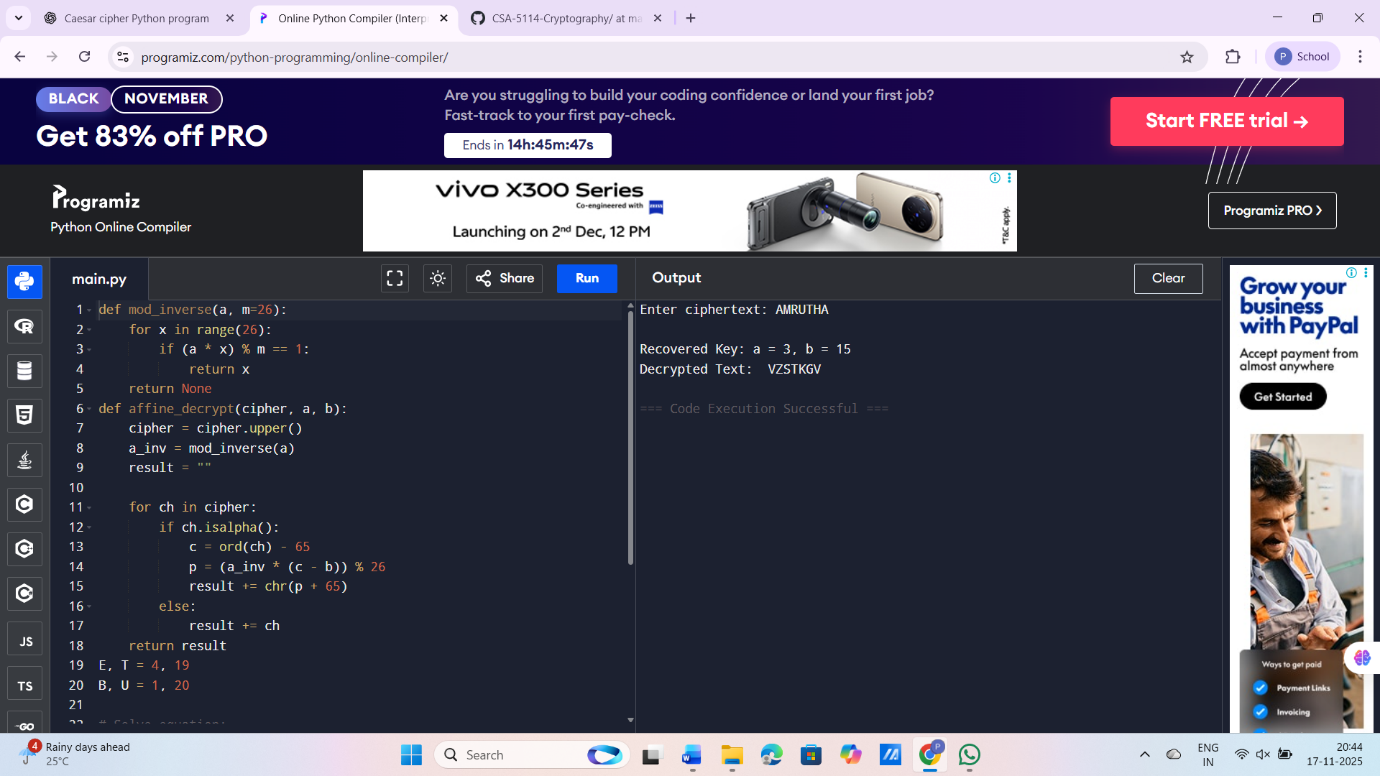 Caesar cipher Python program
Online Python Compiler (Interp
CSA-5114-Cryptography/ at ma
programiz.com/python-programming/online-compiler/
P School
BLACK NOVEMBER
Get 83% off PRO
Are you struggling to build your coding confidence or land your first job?
Fast-track to your first pay-check.
Ends in 14h:45m:47s
Start FREE trial →
Programiz
Python Online Compiler
vivo X300 Series
Co-engineered with ZEISS
Launching on 2nd Dec, 12 PM
*T&C apply.
Programiz PRO >
main.py
Share
Run
Output
Clear
1 def mod_inverse(a, m=26):
2     for x in range(26):
3         if (a * x) % m == 1:
4             return x
5     return None
6 def affine_decrypt(cipher, a, b):
7     cipher = cipher.upper()
8     a_inv = mod_inverse(a)
9     result = ""
10
11     for ch in cipher:
12         if ch.isalpha():
13             c = ord(ch) - 65
14             p = (a_inv * (c - b)) % 26
15             result += chr(p + 65)
16         else:
17             result += ch
18     return result
19 E, T = 4, 19
20 B, U = 1, 20
21
22 # Solve equation:
Enter ciphertext: AMRUTHA
Recovered Key: a = 3, b = 15
Decrypted Text:  VZSTKGV
=== Code Execution Successful ===
Grow your
business
with PayPal
Accept payment from
almost anywhere
Get Started
Ways to get paid
Payment Links
Invoicing
JS
TS
GO
4
Rainy days ahead
25°C
Search
ENG
IN
20:44
17-11-2025